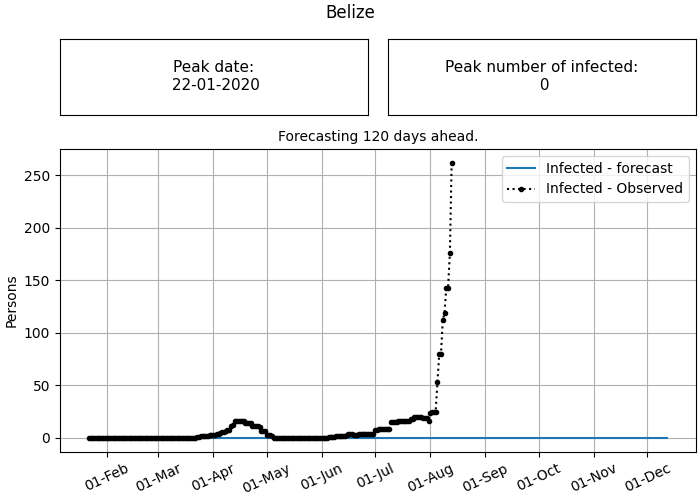 Belize
Peak date:
22-01-2020
Peak number of infected:
0
Forecasting 120 days ahead.
Infected - forecast
Infected - Observed
Persons
250
200
150
100
50
0
01-Feb
01-Mar
01-Apr
01-May
01-Jun
01-Jul
01-Aug
01-Sep
01-Oct
01-Nov
01-Dec